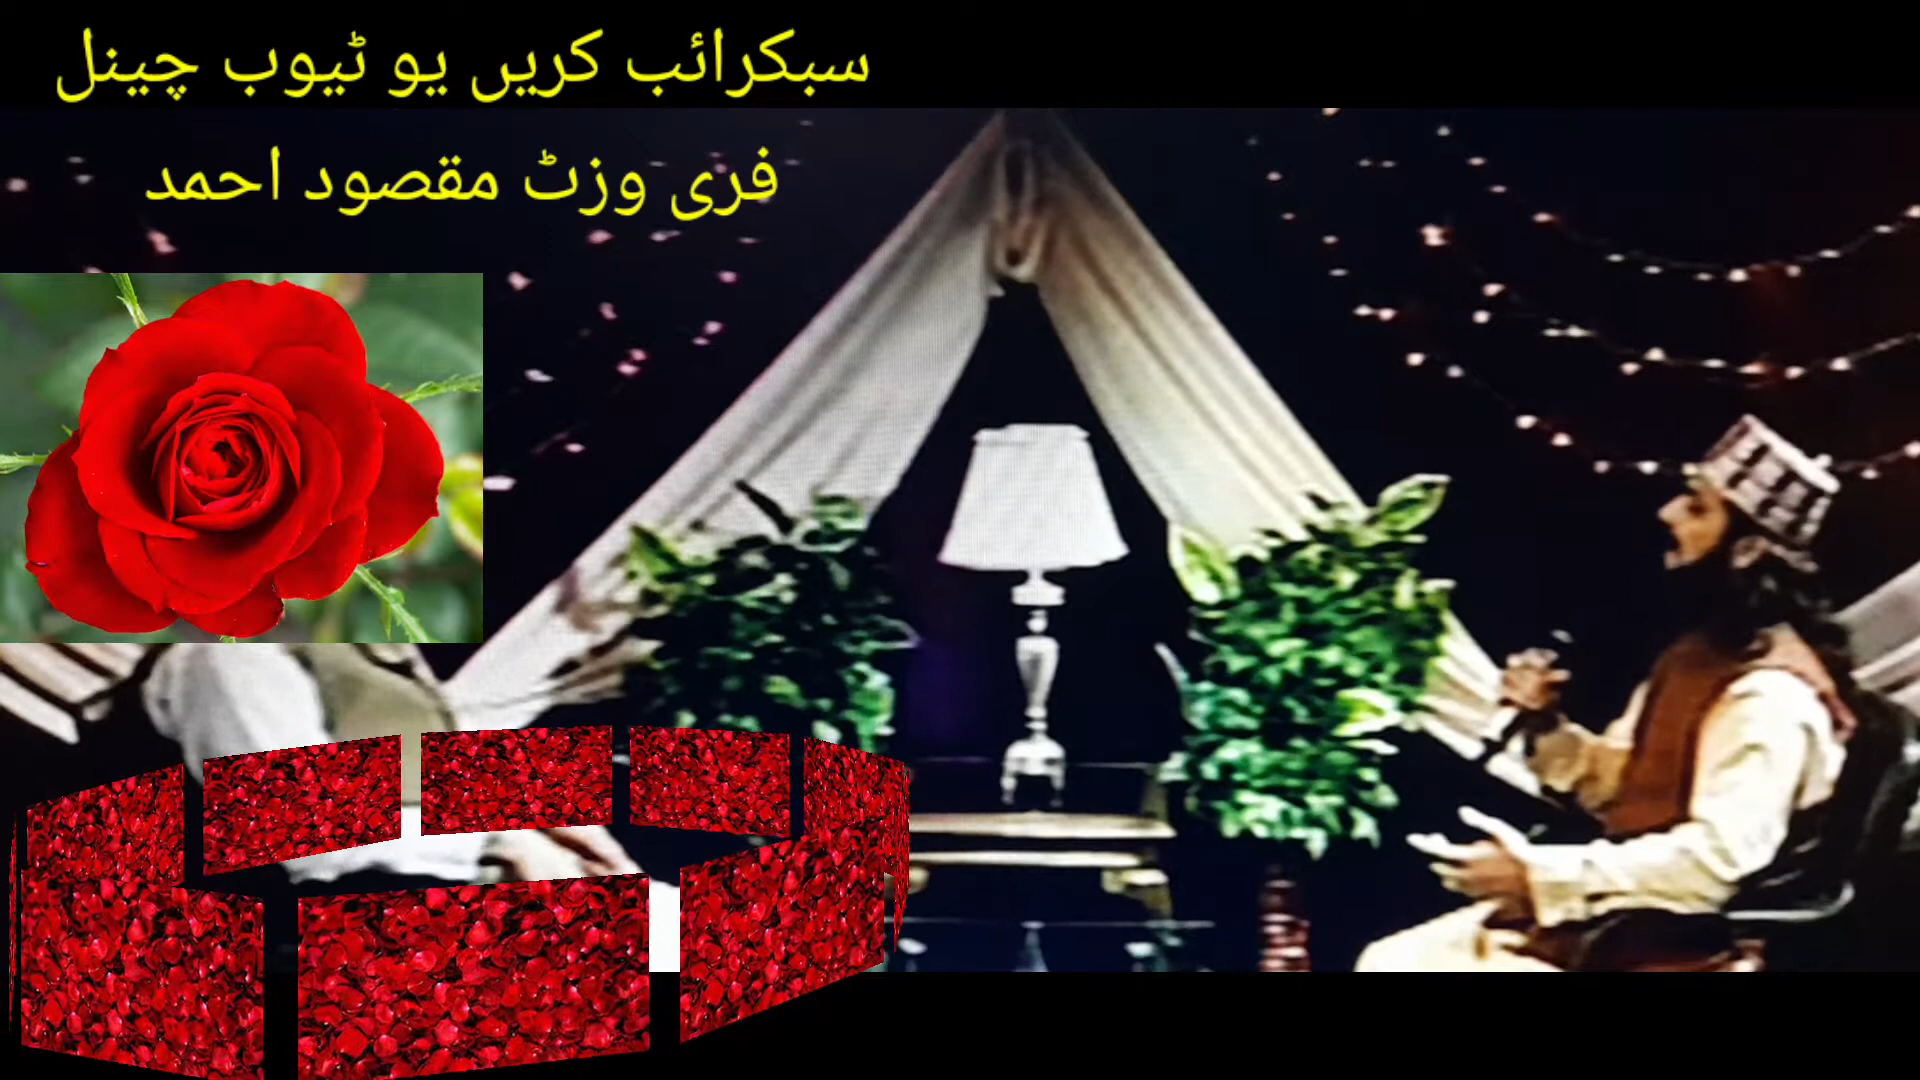 سبکرائب کریں یو ٹیوب چینل
فری وزٹ مقصود احمد